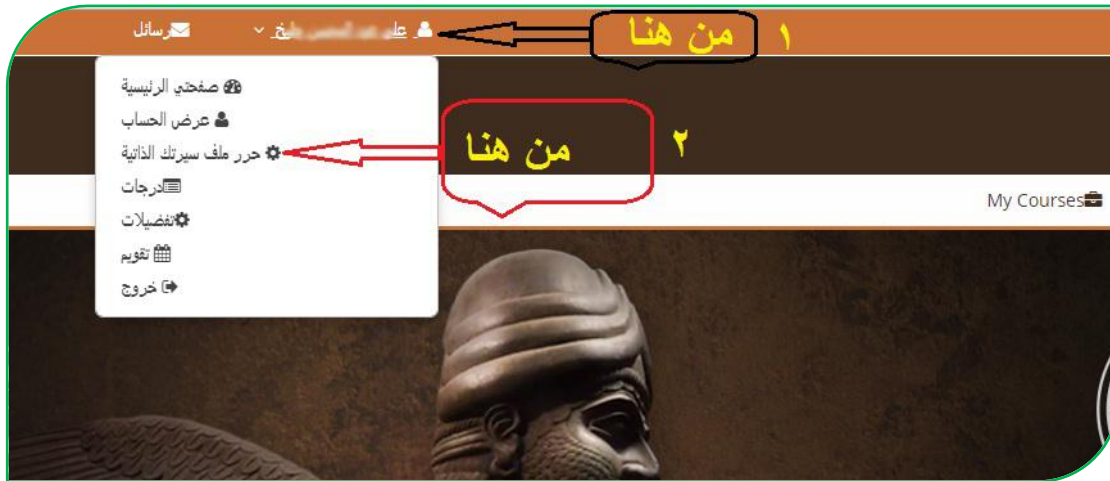 ١ من هنا
علي
رسائل
صفحتي الرئيسية
عرض الحساب
٢ من هنا
حرر ملف سيرتك الذاتية
درجات
My Courses
تفضيلات
تقويم
خروج